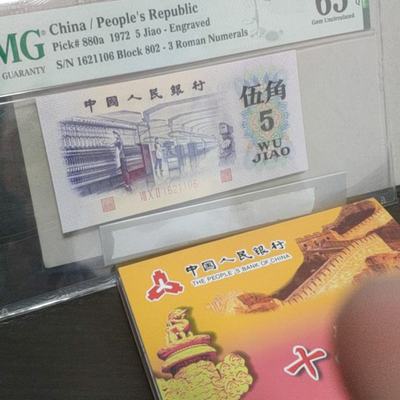 MG® China / People's Republic
GUARANTY Pick# 880a 1972 5 Jiao - Engraved
S/N 1621106 Block 802 - 3 Roman Numerals
65
Gem Uncirculated
中国人民银行
伍角
5
WU
JIAO
1621106
中国人民银行
THE PEOPLE'S BANK OF CHINA